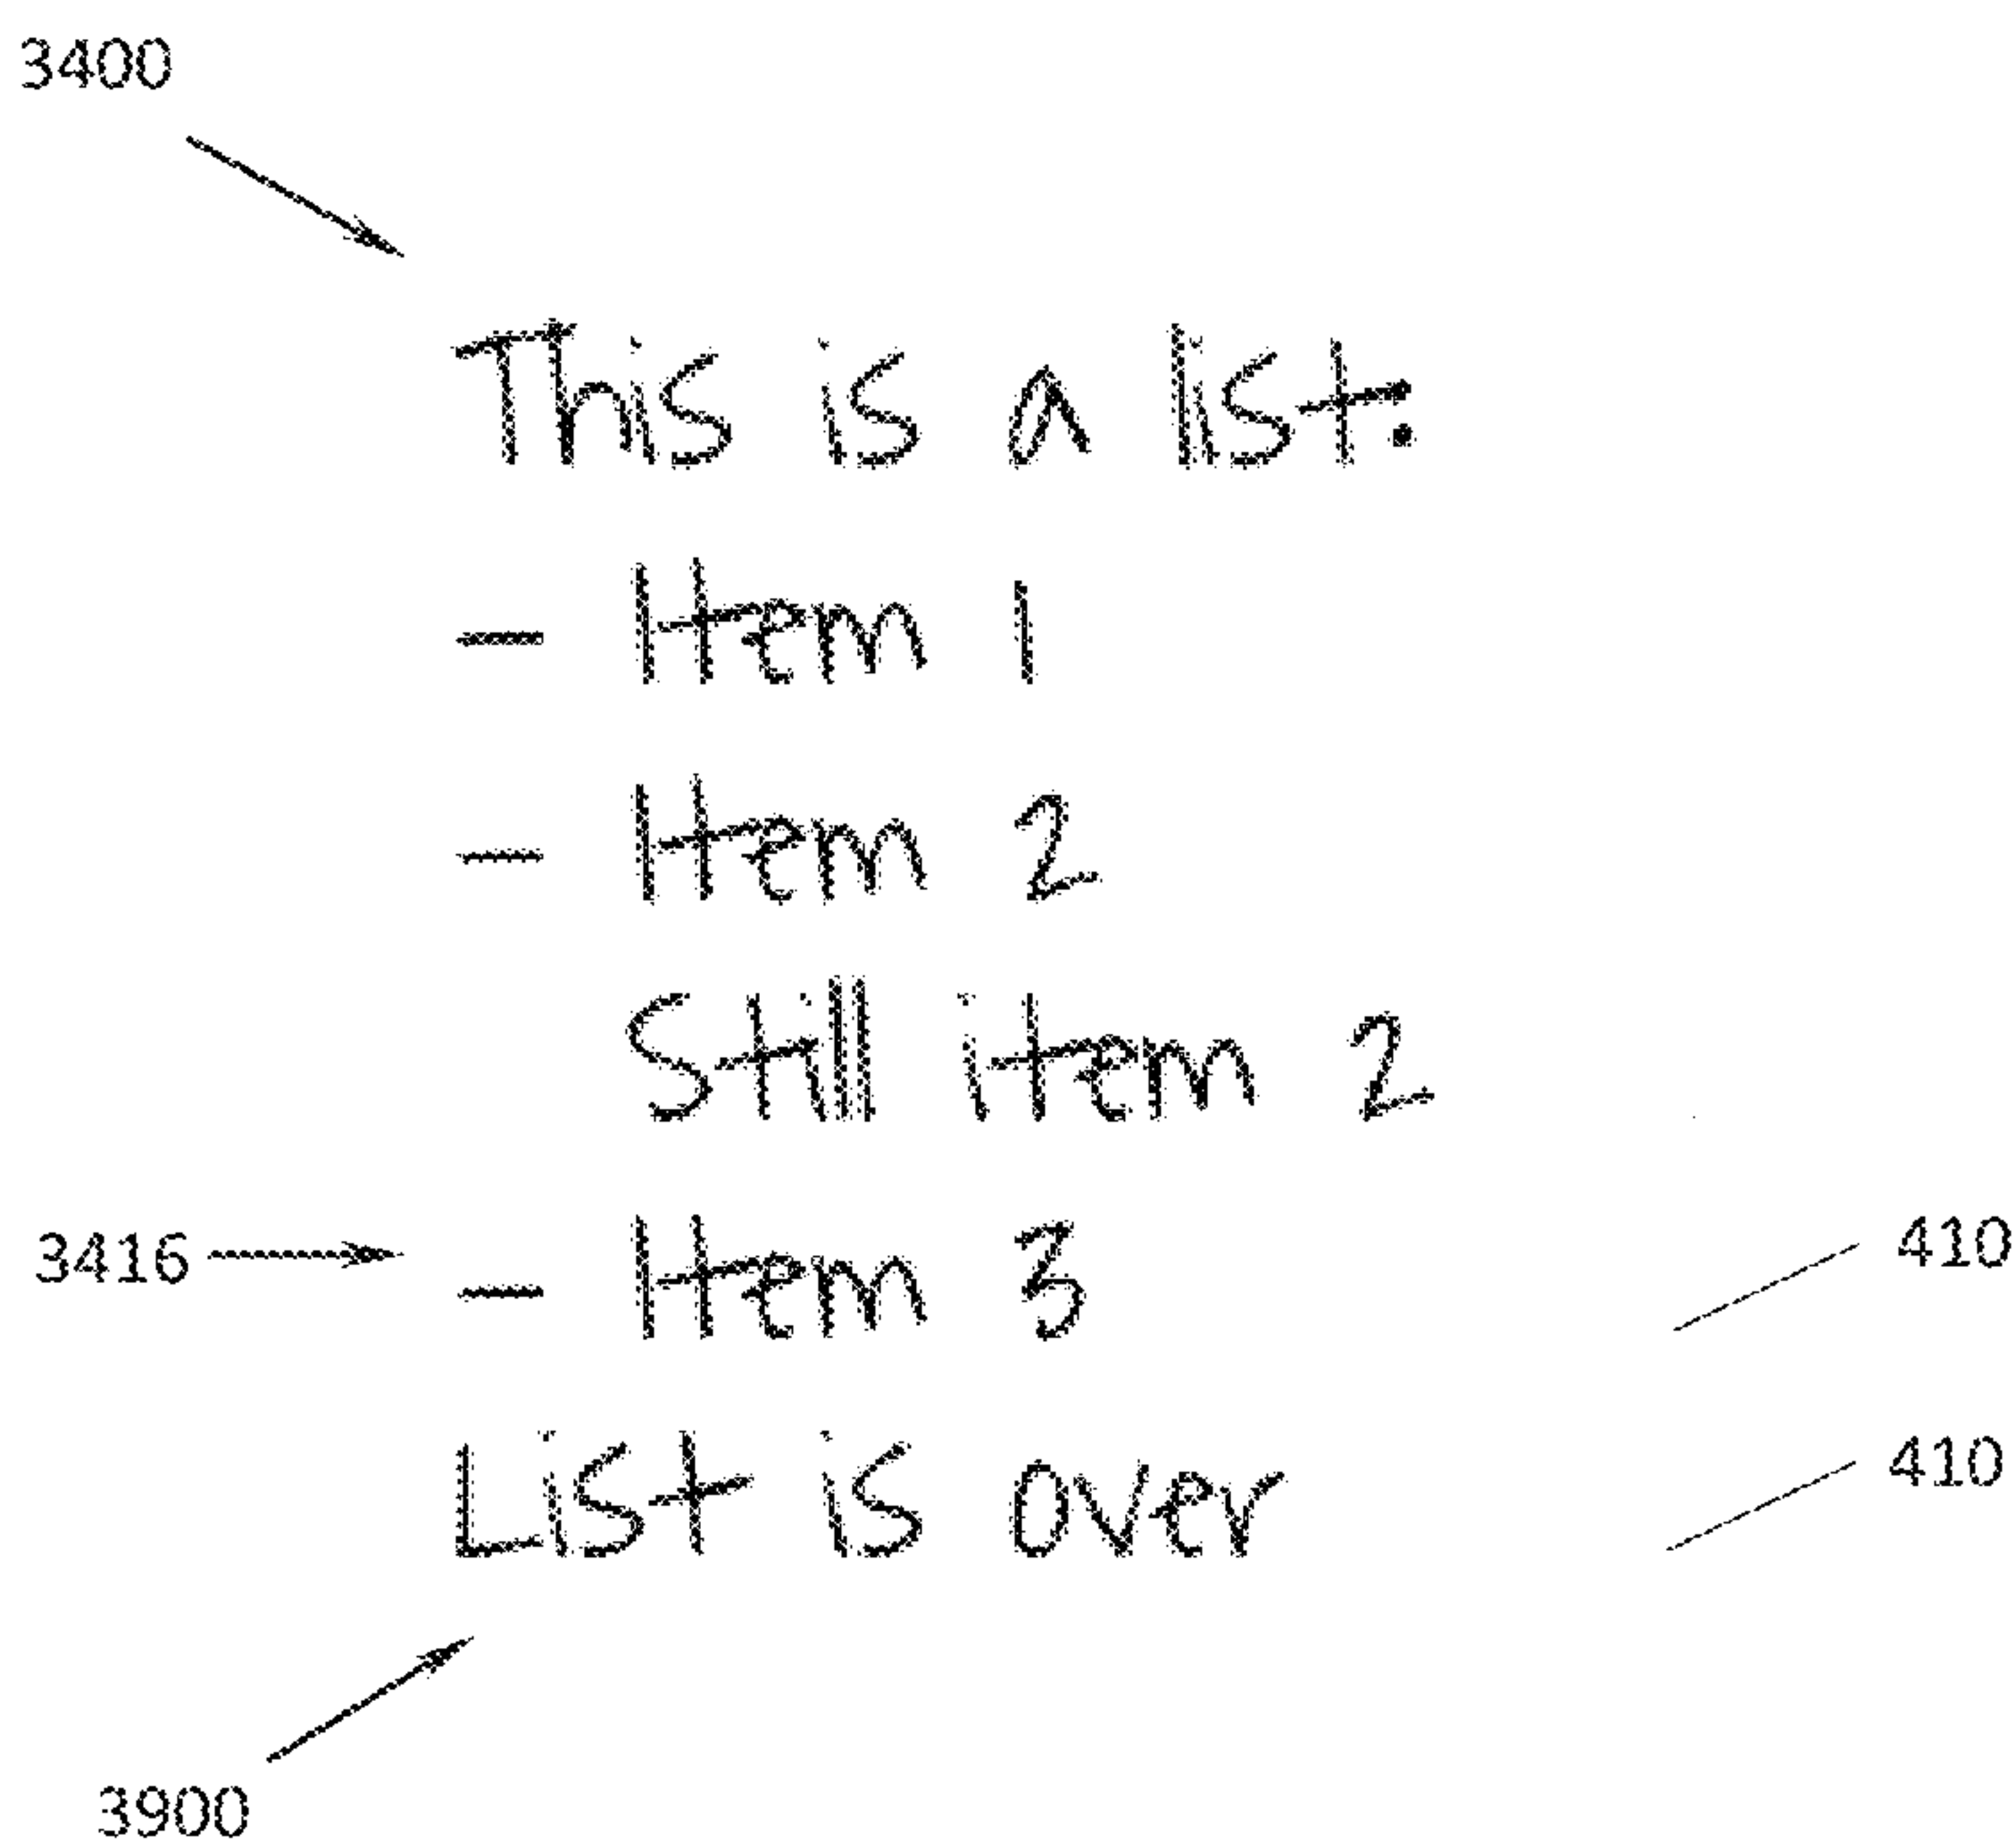 3400
This is a list:
- Item 1
- Item 2
Still item 2
3416 - Item 3 410
List is over 410
3900